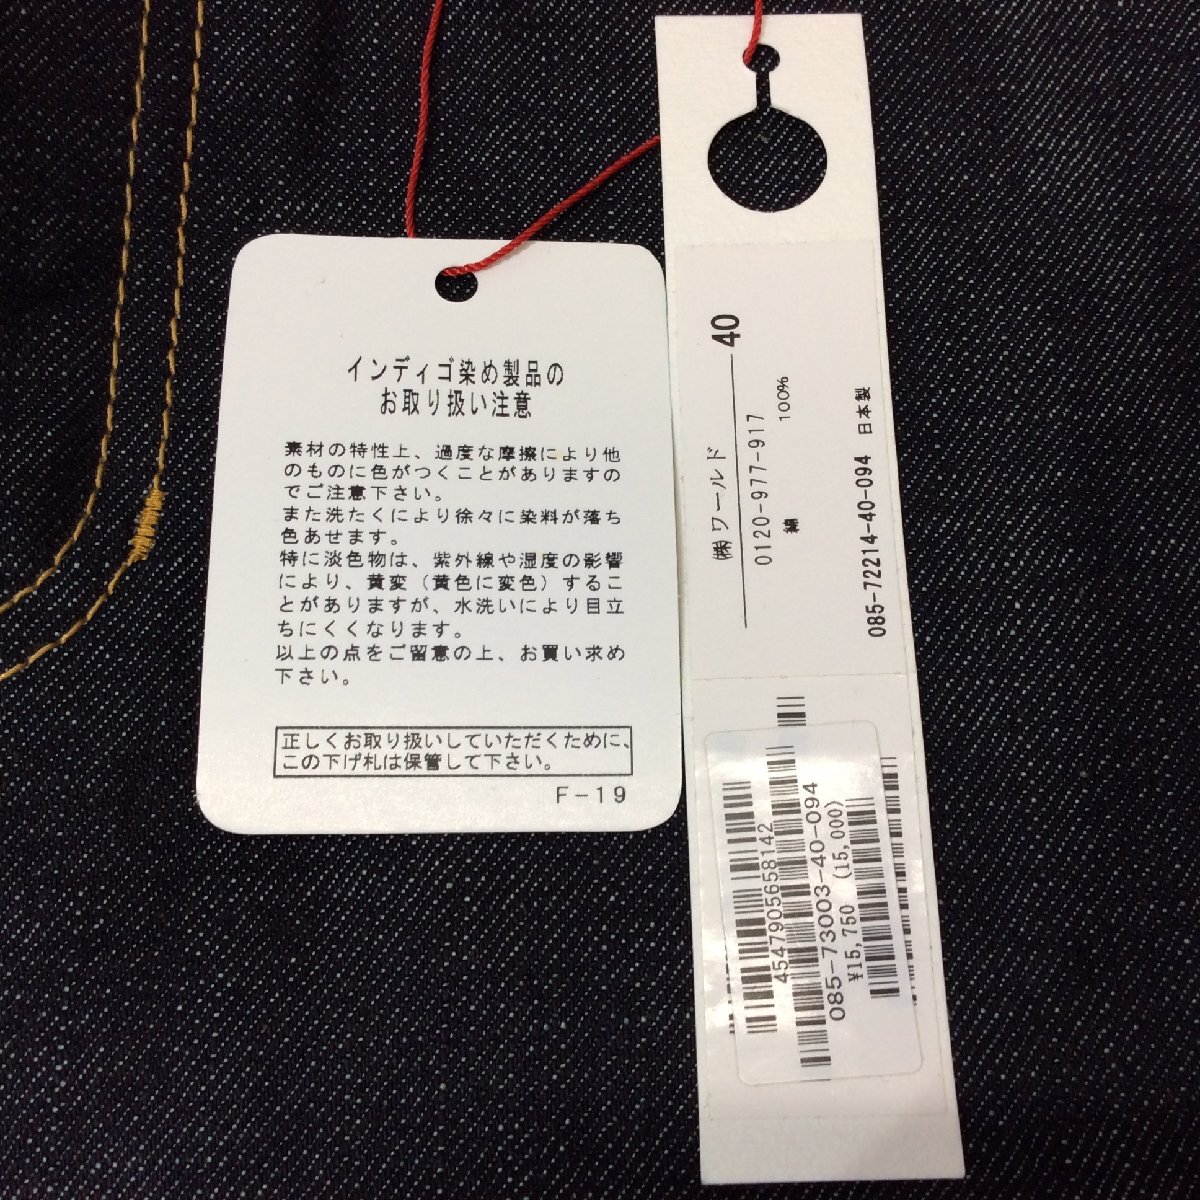 インディゴ染め製品の
お取り扱い注意
素材の特性上、過度な摩擦により他
のものに色がつくことがありますの
でご注意下さい。
また洗たくにより徐々に染料が落ち
色あせます。
特に淡色物は、紫外線や湿度の影響
により、黄変（黄色に変色）するこ
とがありますが、水洗いにより目立
ちにくくなります。
以上の点をご留意の上、お買い求め
下さい。
正しくお取り扱いしていただくために、
この下げ札は保管して下さい。
F-19
40
㈱ワールド
0120-977-917
綿 100%
085-72214-40-094 日本製
4547905658142
085-73003-40-094
¥15,750 (15,000)